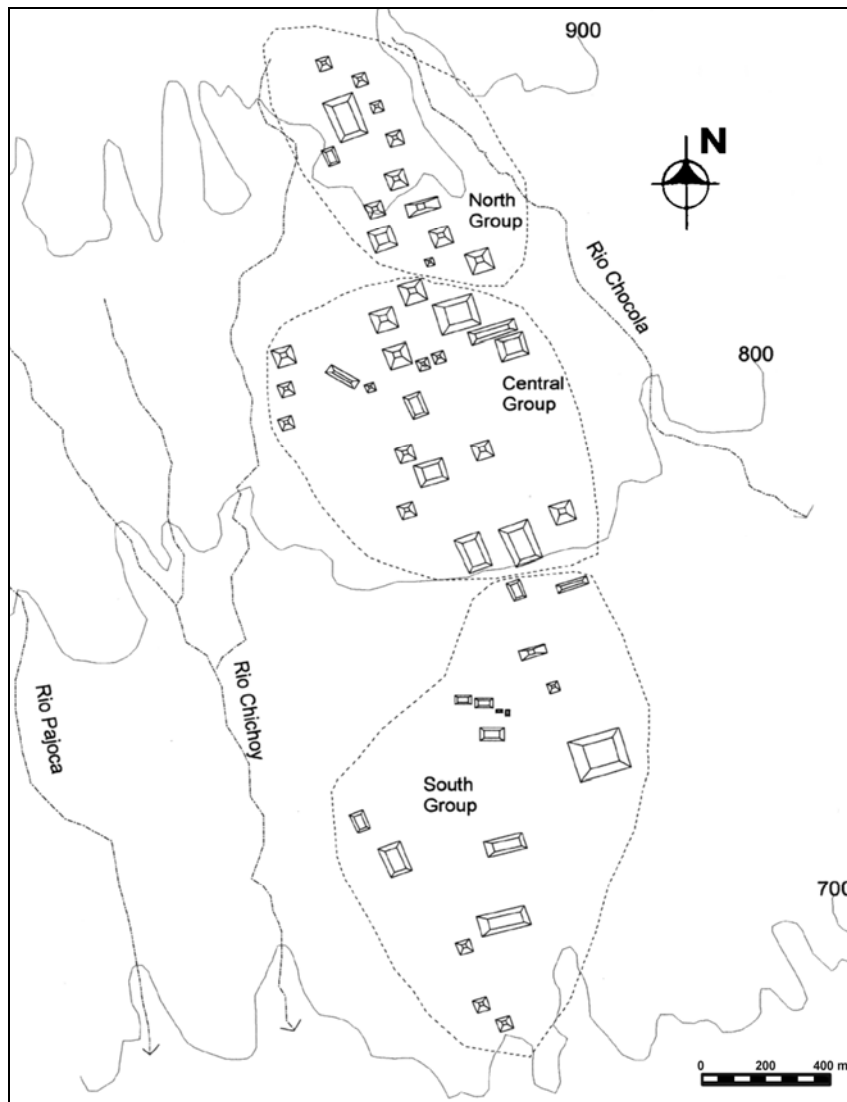 900
N
North
Group
Rio Chocola
800
Central
Group
Rio Pajoca
Rio Chichoy
South
Group
700
0 200 400 m